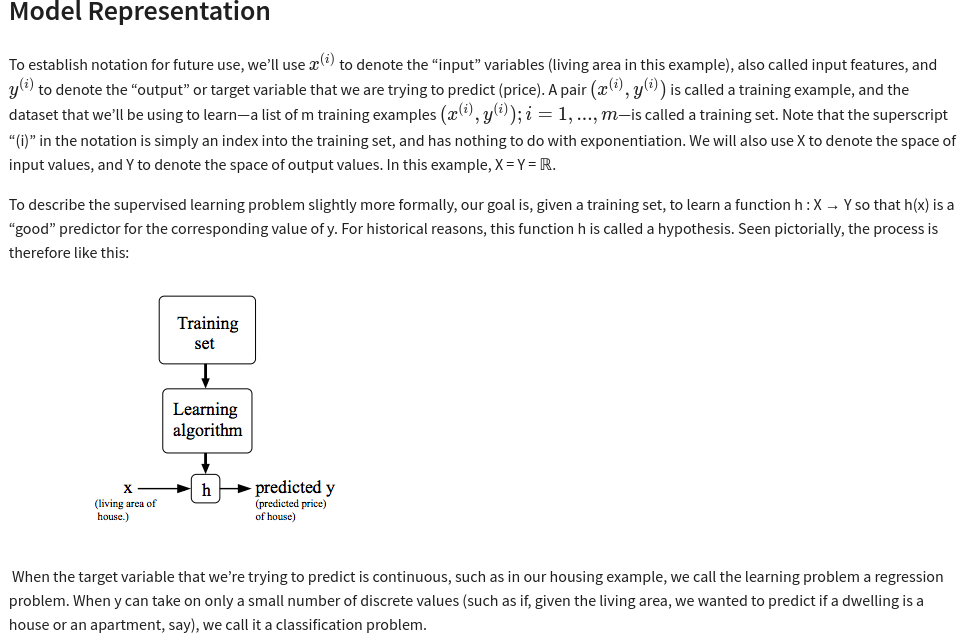 Model Representation
To establish notation for future use, we’ll use x^(i) to denote the “input” variables (living area in this example), also called input features, and
y^(i) to denote the “output” or target variable that we are trying to predict (price). A pair (x^(i), y^(i)) is called a training example, and the
dataset that we’ll be using to learn—a list of m training examples (x^(i), y^(i)); i = 1, ..., m—is called a training set. Note that the superscript
“(i)” in the notation is simply an index into the training set, and has nothing to do with exponentiation. We will also use X to denote the space of
input values, and Y to denote the space of output values. In this example, X = Y = ℝ.
To describe the supervised learning problem slightly more formally, our goal is, given a training set, to learn a function h : X → Y so that h(x) is a
“good” predictor for the corresponding value of y. For historical reasons, this function h is called a hypothesis. Seen pictorially, the process is
therefore like this:
Training
set
Learning
algorithm
x
h
predicted y
(living area of
house.)
(predicted price)
of house)
When the target variable that we’re trying to predict is continuous, such as in our housing example, we call the learning problem a regression
problem. When y can take on only a small number of discrete values (such as if, given the living area, we wanted to predict if a dwelling is a
house or an apartment, say), we call it a classification problem.